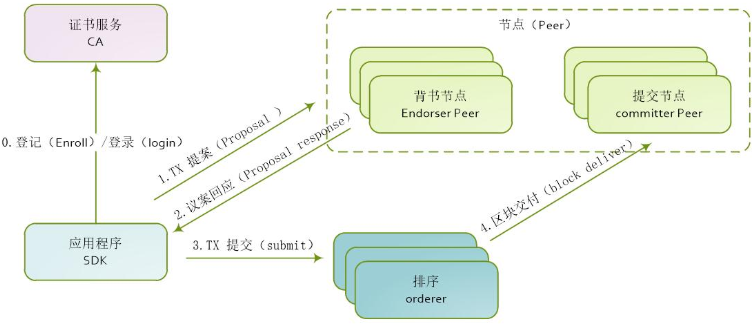 证书服务
CA
节点（Peer）
背书节点
Endorser Peer
提交节点
committer Peer
0.登记（Enroll）/登录（login）
1.TX 提案（Proposal ）
2.议案回应（Proposal response）
4.区块交付（block deliver）
应用程序
SDK
3.TX 提交（submit）
排序
orderer